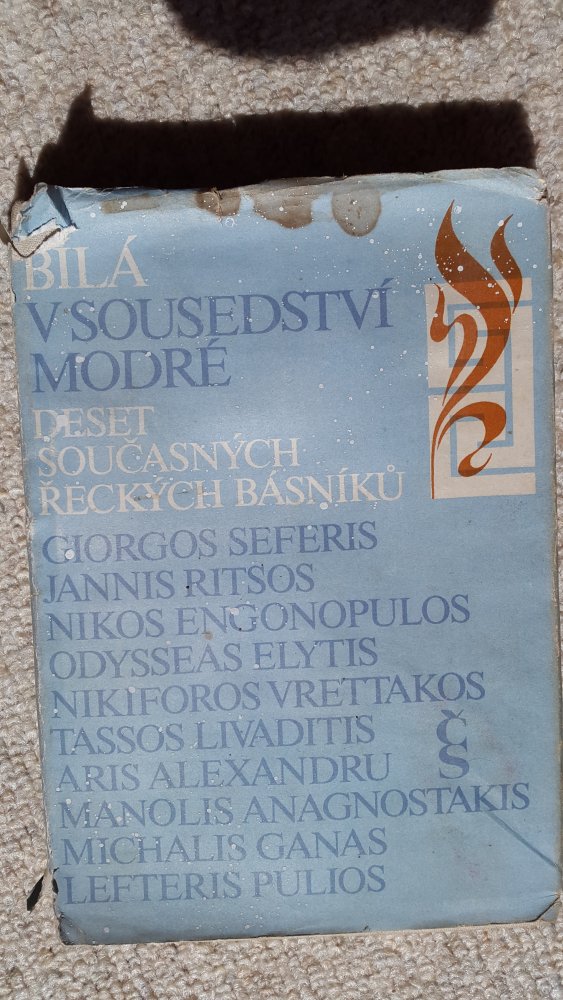 BÍLÁ
V SOUSEDSTVÍ
MODRÉ
DESET
SOUČASNÝCH
ŘECKÝCH BÁSNÍKŮ
GIORGOS SEFERIS
JANNIS RITSOS
NIKOS ENGONOPULOS
ODYSSEAS ELYTIS
NIKIFOROS VRETTAKOS
TASSOS LIVADITIS
ARIS ALEXANDRU
MANOLIS ANAGNOSTAKIS
MICHALIS GANAS
LEFTERIS PULIOS
Č
S